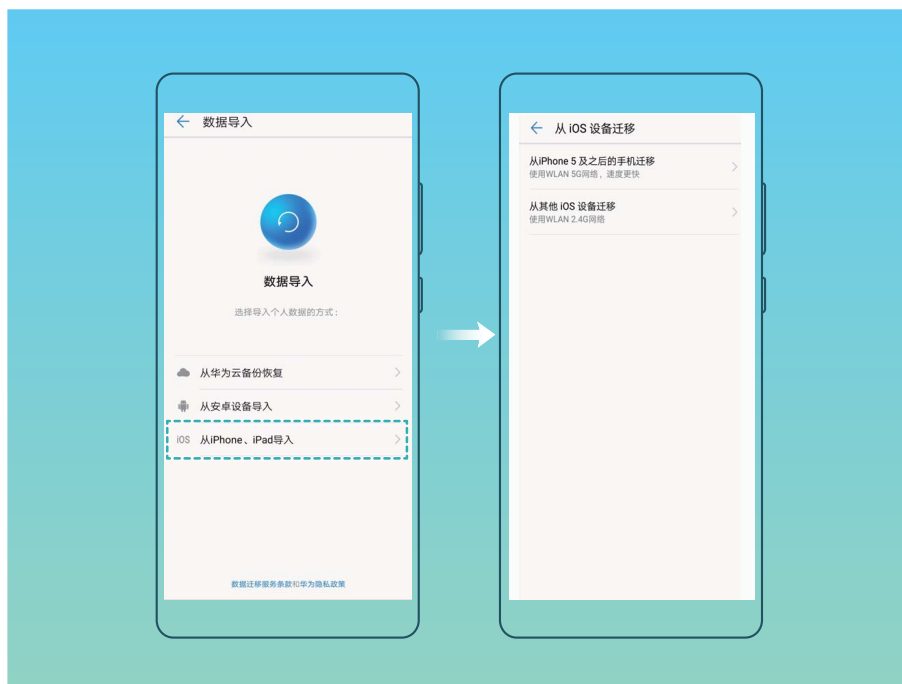 数据导入
数据导入
选择导入个人数据的方式：
从华为云备份恢复
从安卓设备导入
iOS 从iPhone、iPad导入
数据迁移服务条款和华为隐私政策
从 iOS 设备迁移
从iPhone 5 及之后的手机迁移
使用WLAN 5G网络，速度更快
从其他 iOS 设备迁移
使用WLAN 2.4G网络